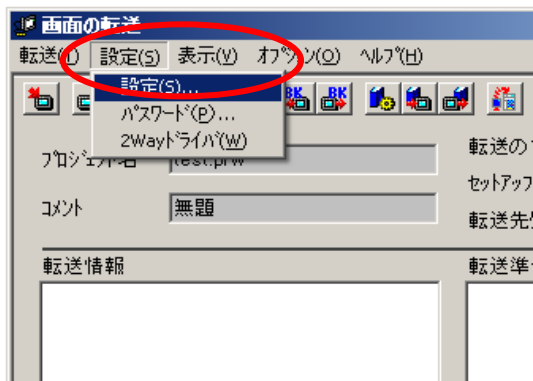 画面の転送
転送(T) 設定(S) 表示(V) ｵﾌﾟｼｮﾝ(O) ﾍﾙﾌﾟ(H)
設定(S)...
ﾊﾟｽﾜｰﾄﾞ(P)...
2Wayﾄﾞﾗｲﾊﾞ(W)
BK BK
ﾌﾟﾛｼﾞｪｸﾄ名 test.prw
転送の
ｾｯﾄｱｯﾌ
ｺﾒﾝﾄ 無題
転送先
転送情報 転送準